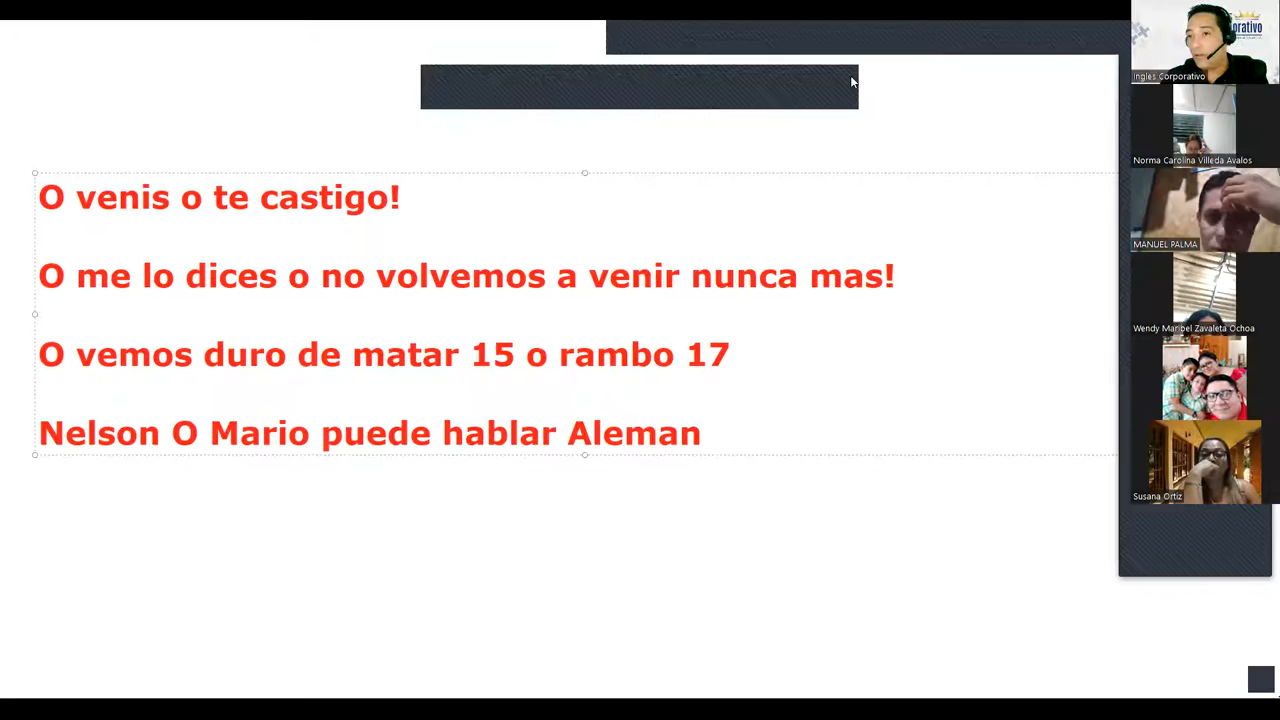 O venis o te castigo!
O me lo dices o no volvemos a venir nunca mas!
O vemos duro de matar 15 o rambo 17
Nelson O Mario puede hablar Aleman
orativo
Ingles Corporativo
Norma Carolina Villeda Avalos
MANUEL PALMA
Wendy Maribel Zavaleta Ochoa
Susana Ortiz